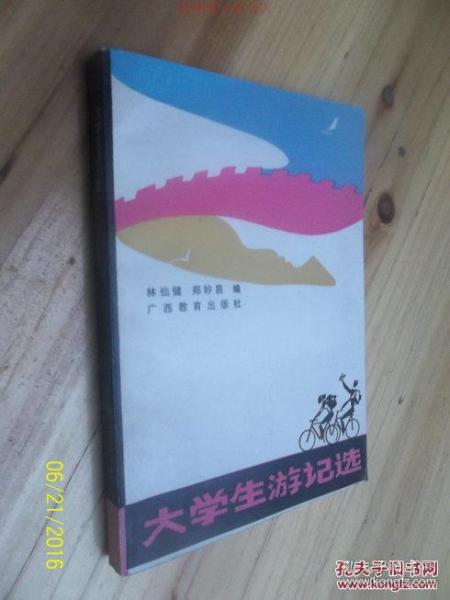 林仙健 郑妙昌 编
广西教育出版社
大学生游记选
06/21/2016
孔夫子旧书网
www.kongfz.com